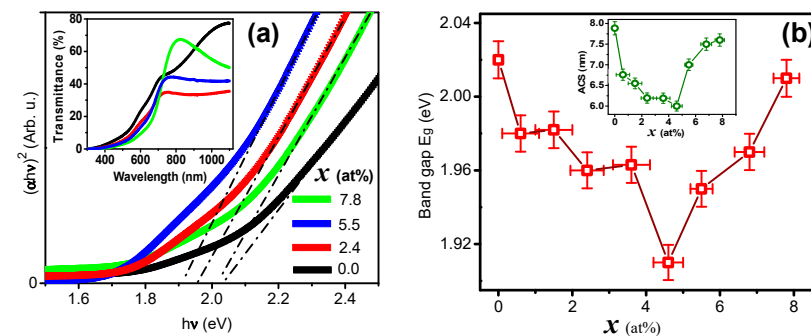 (a)
Transmittance (%)
80
60
40
20
0
400 600 800 1000
Wavelength (nm)
(αhν)² (Arb. u.)
0
x (at%)
7.8
5.5
2.4
0.0
1.6 1.8 2.0 2.2 2.4
hν (eV)
(b)
Band gap Eg (eV)
2.04
2.00
1.96
1.92
ACS (nm)
8.0
7.5
7.0
6.5
6.0
0 2 4 6 8
x (at%)
0 2 4 6 8
x (at%)